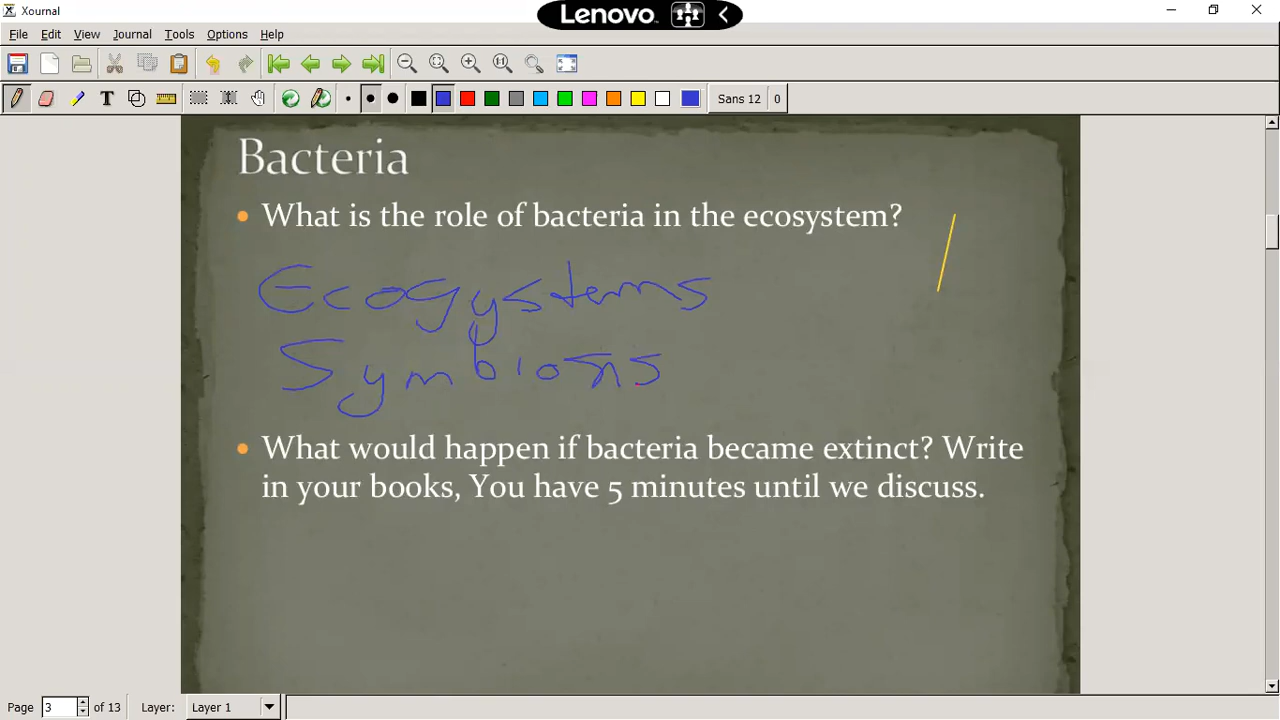 Xournal
Lenovo
File Edit View Journal Tools Options Help
Sans 12 0
Bacteria
What is the role of bacteria in the ecosystem?
Ecogystems
Symbiosis
What would happen if bacteria became extinct? Write
in your books, You have 5 minutes until we discuss.
Page 3 of 13 Layer: Layer 1